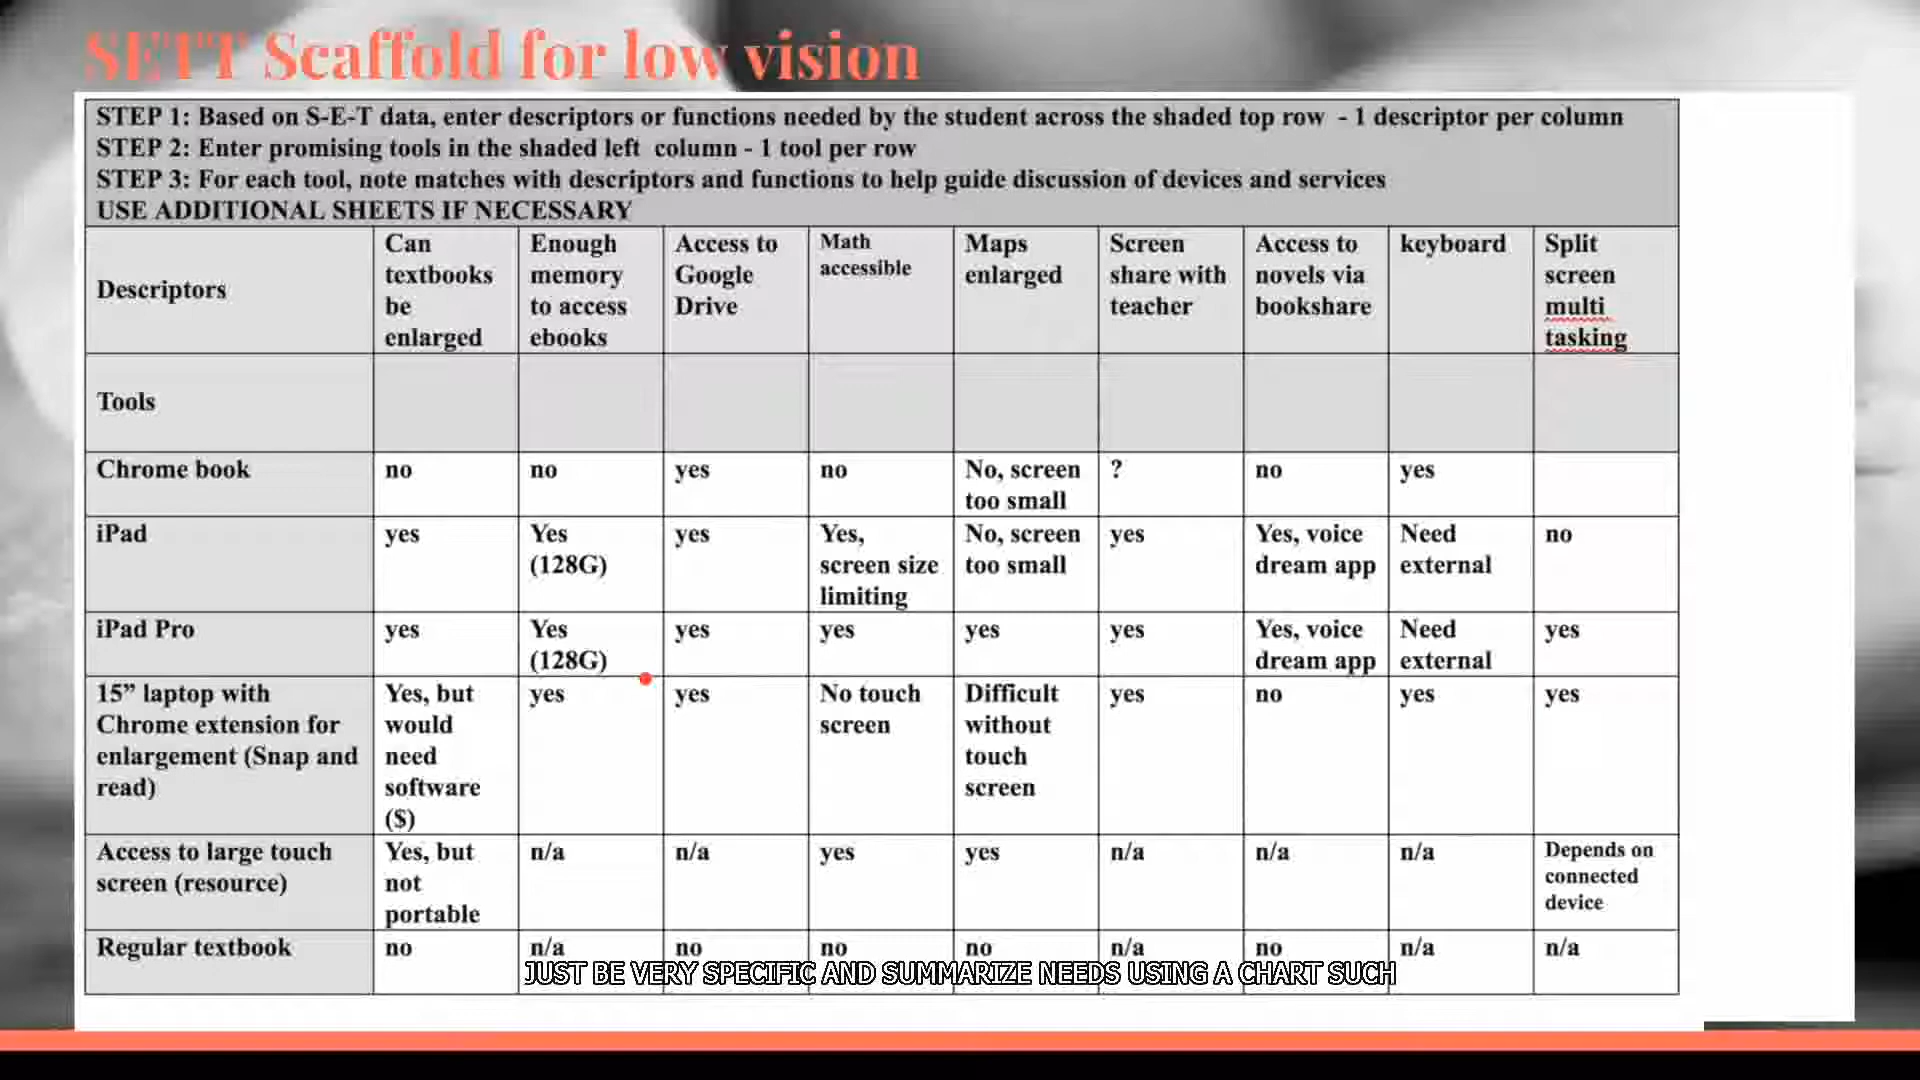 SETT Scaffold for low vision
STEP 1: Based on S-E-T data, enter descriptors or functions needed by the student across the shaded top row - 1 descriptor per column
STEP 2: Enter promising tools in the shaded left column - 1 tool per row
STEP 3: For each tool, note matches with descriptors and functions to help guide discussion of devices and services
USE ADDITIONAL SHEETS IF NECESSARY
Descriptors
Can
textbooks
be
enlarged
Enough
memory
to access
ebooks
Access to
Google
Drive
Math
accessible
Maps
enlarged
Screen
share with
teacher
Access to
novels via
bookshare
keyboard
Split
screen
multi
tasking
Tools
Chrome book
no
no
yes
no
No, screen
too small
?
no
yes
iPad
yes
Yes
(128G)
yes
Yes,
screen size
limiting
No, screen
too small
yes
Yes, voice
dream app
Need
external
no
iPad Pro
yes
Yes
(128G)
yes
yes
yes
yes
Yes, voice
dream app
Need
external
yes
15” laptop with
Chrome extension for
enlargement (Snap and
read)
Yes, but
would
need
software
($)
yes
yes
No touch
screen
Difficult
without
touch
screen
yes
no
yes
yes
Access to large touch
screen (resource)
Yes, but
not
portable
n/a
n/a
yes
yes
n/a
n/a
n/a
Depends on
connected
device
Regular textbook
no
n/a
no
no
no
n/a
no
n/a
n/a
JUST BE VERY SPECIFIC AND SUMMARIZE NEEDS USING A CHART SUCH